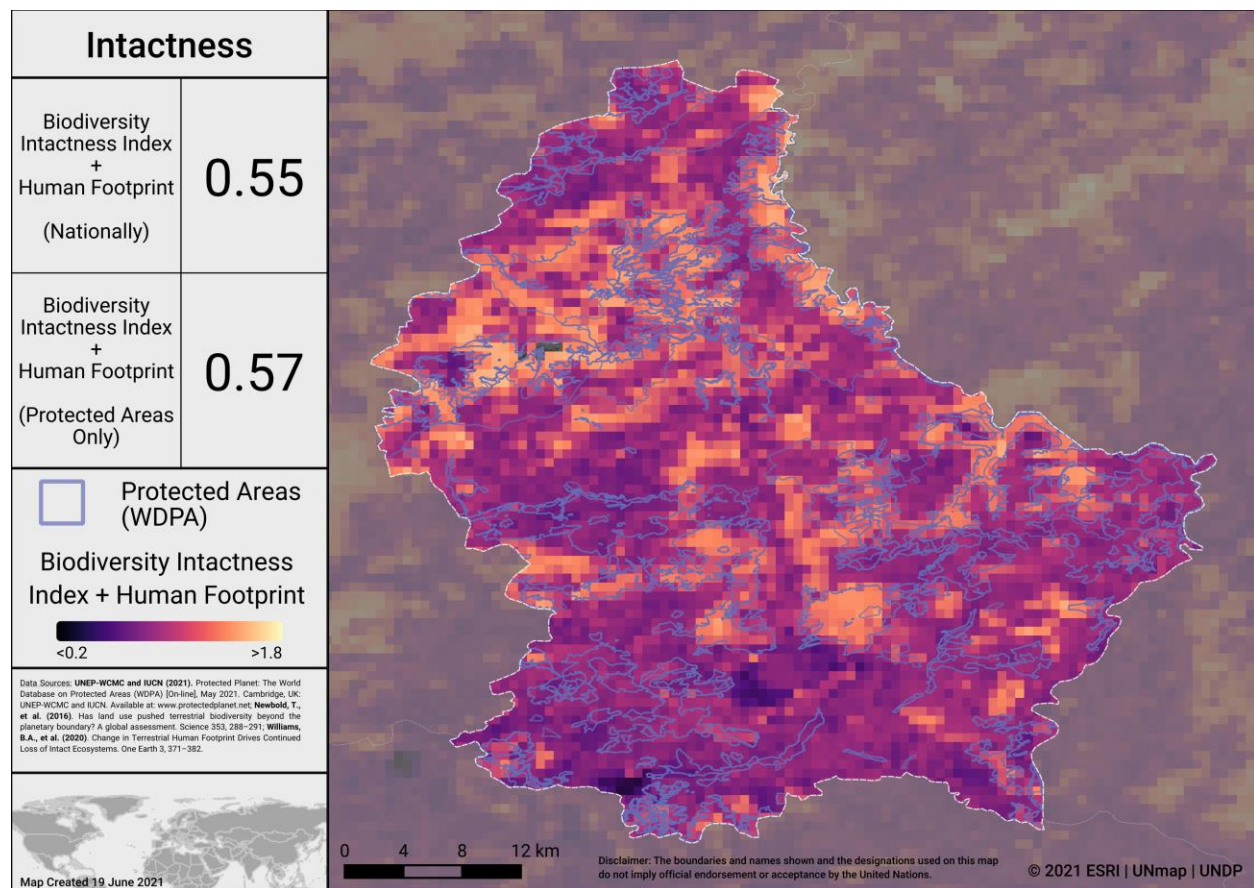 Intactness
Biodiversity
Intactness Index
+
Human Footprint
(Nationally)
0.55
Biodiversity
Intactness Index
+
Human Footprint
(Protected Areas
Only)
0.57
Protected Areas
(WDPA)
Biodiversity Intactness
Index + Human Footprint
<0.2 >1.8
Data Sources: UNEP-WCMC and IUCN (2021). Protected Planet: The World
Database on Protected Areas (WDPA) [On-line], May 2021. Cambridge, UK:
UNEP-WCMC and IUCN. Available at: www.protectedplanet.net; Newbold, T.,
et al. (2016). Has land use pushed terrestrial biodiversity beyond the
planetary boundary? A global assessment. Science 353, 288–291; Williams,
B.A., et al. (2020). Change in Terrestrial Human Footprint Drives Continued
Loss of Intact Ecosystems. One Earth 3, 371–382.
Map Created 19 June 2021
0 4 8 12 km
Disclaimer: The boundaries and names shown and the designations used on this map
do not imply official endorsement or acceptance by the United Nations.
© 2021 ESRI | UNmap | UNDP